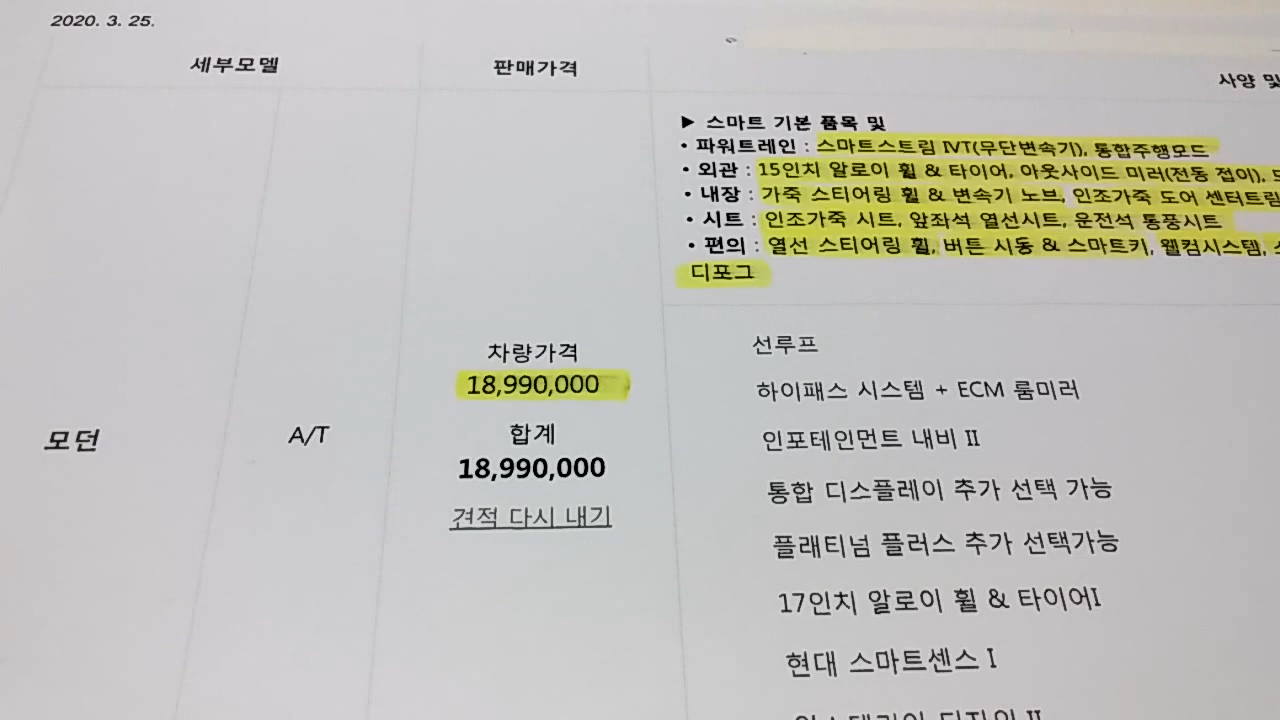 2020. 3. 25.
세부모델
판매가격
사양 및
▶ 스마트 기본 품목 및
• 파워트레인 : 스마트스트림 IVT(무단변속기), 통합주행모드
• 외관 : 15인치 알로이 휠 & 타이어, 아웃사이드 미러(전동 접이),
• 내장 : 가죽 스티어링 휠 & 변속기 노브, 인조가죽 도어 센터트림
• 시트 : 인조가죽 시트, 앞좌석 열선시트, 운전석 통풍시트
• 편의 : 열선 스티어링 휠, 버튼 시동 & 스마트키, 웰컴시스템,
디포그
모던
A/T
차량가격
18,990,000
합계
18,990,000
견적 다시 내기
선루프
하이패스 시스템 + ECM 룸미러
인포테인먼트 내비 II
통합 디스플레이 추가 선택 가능
플래티넘 플러스 추가 선택가능
17인치 알로이 휠 & 타이어I
현대 스마트센스 I